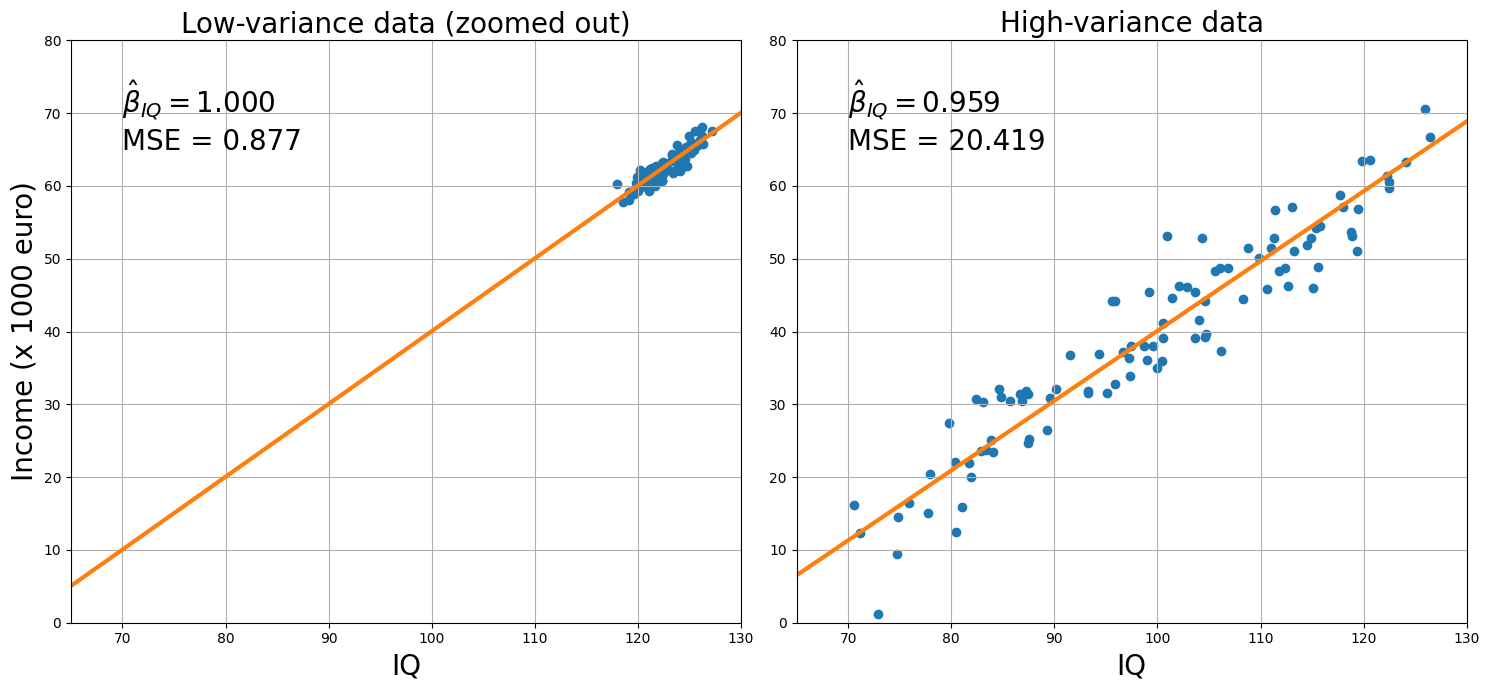 Low-variance data (zoomed out)
80
70
60
50
40
30
20
10
0
Income (x 1000 euro)
β̂_IQ = 1.000
MSE = 0.877
70 80 90 100 110 120 130
IQ
High-variance data
80
70
60
50
40
30
20
10
0
β̂_IQ = 0.959
MSE = 20.419
70 80 90 100 110 120 130
IQ